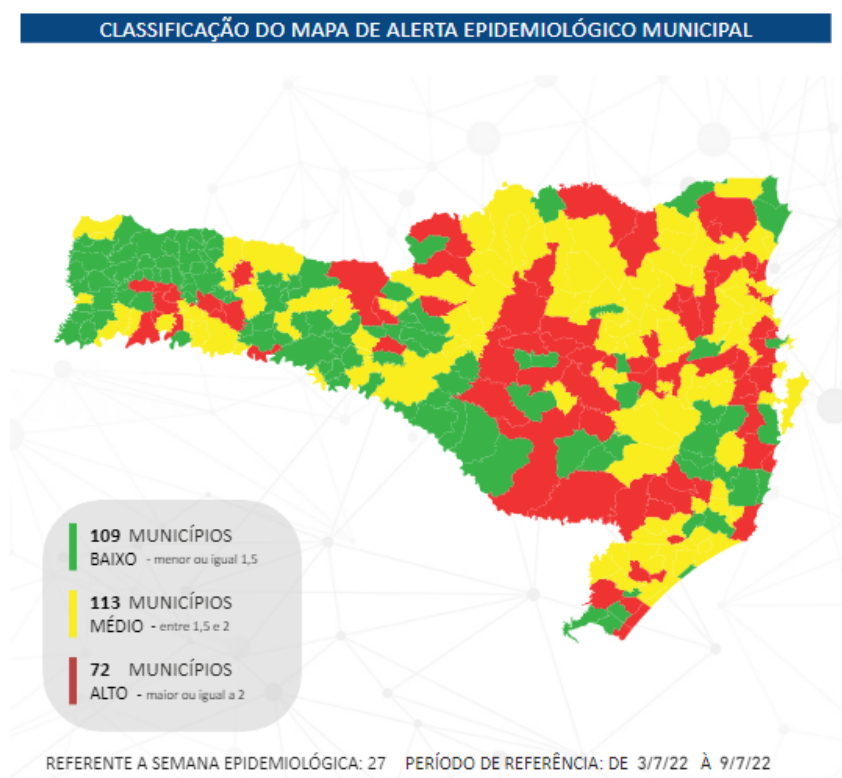 CLASSIFICAÇÃO DO MAPA DE ALERTA EPIDEMIOLÓGICO MUNICIPAL
109 MUNICÍPIOS
BAIXO - menor ou igual 1,5
113 MUNICÍPIOS
MÉDIO - entre 1,5 e 2
72 MUNICÍPIOS
ALTO - maior ou igual a 2
REFERENTE A SEMANA EPIDEMIOLÓGICA: 27 PERÍODO DE REFERÊNCIA: DE 3/7/22 À 9/7/22